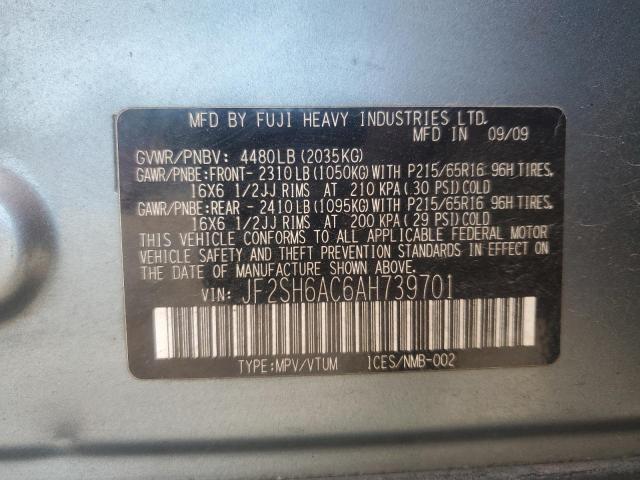 MFD BY FUJI HEAVY INDUSTRIES LTD.
MFD IN 09/09
GVWR/PNBV: 4480LB (2035KG)
GAWR/PNBE:FRONT- 2310LB (1050KG) WITH P215/65R16 96H TIRES,
16X6 1/2JJ RIMS AT 210 KPA (30 PSI) COLD
GAWR/PNBE:REAR - 2410LB (1095KG) WITH P215/65R16 96H TIRES,
16X6 1/2JJ RIMS AT 200 KPA (29 PSI) COLD
THIS VEHICLE CONFORMS TO ALL APPLICABLE FEDERAL MOTOR
VEHICLE SAFETY AND THEFT PREVENTION STANDARDS IN EFFECT ON
THE DATE OF MANUFACTURE SHOWN ABOVE.
VIN: JF2SH6AC6AH739701
TYPE:MPV/VTUM ICES/NMB-002